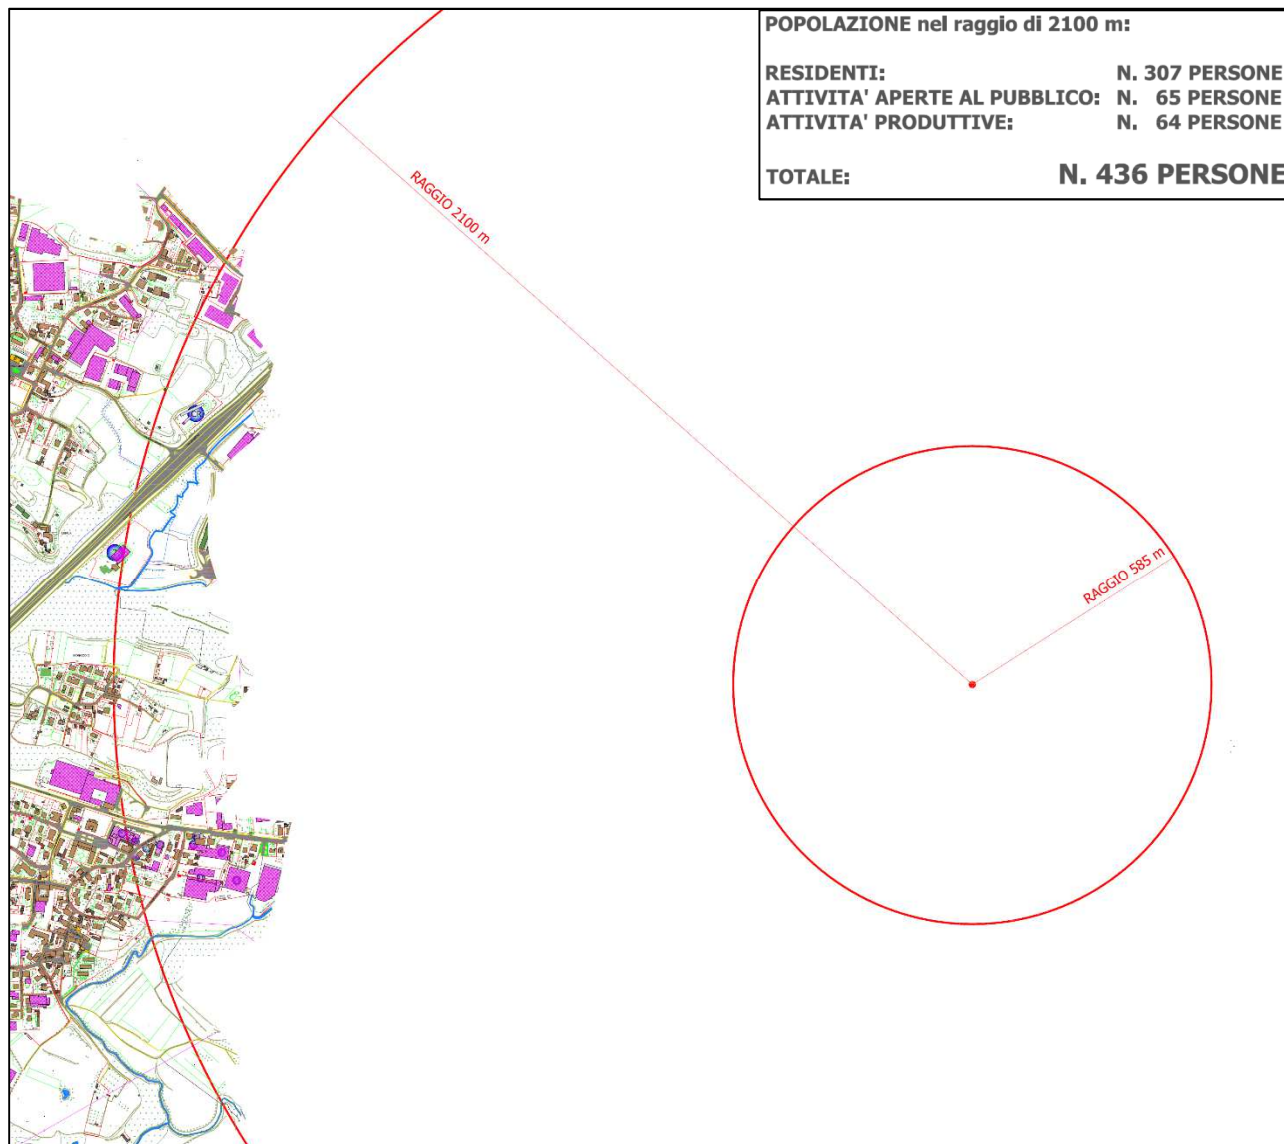 POPOLAZIONE nel raggio di 2100 m:
RESIDENTI: N. 307 PERSONE
ATTIVITA' APERTE AL PUBBLICO: N. 65 PERSONE
ATTIVITA' PRODUTTIVE: N. 64 PERSONE
TOTALE: N. 436 PERSONE
RAGGIO 2100 m
RAGGIO 585 m